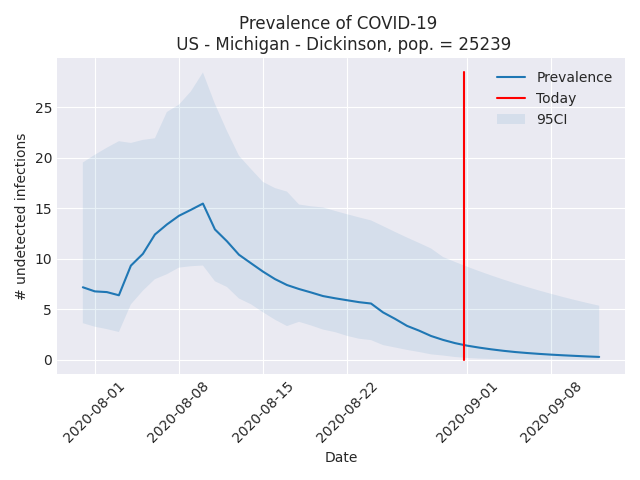 Prevalence of COVID-19
US - Michigan - Dickinson, pop. = 25239
Prevalence
Today
95CI
# undetected infections
25
20
15
10
5
0
2020-08-01
2020-08-08
2020-08-15
2020-08-22
2020-09-01
2020-09-08
Date